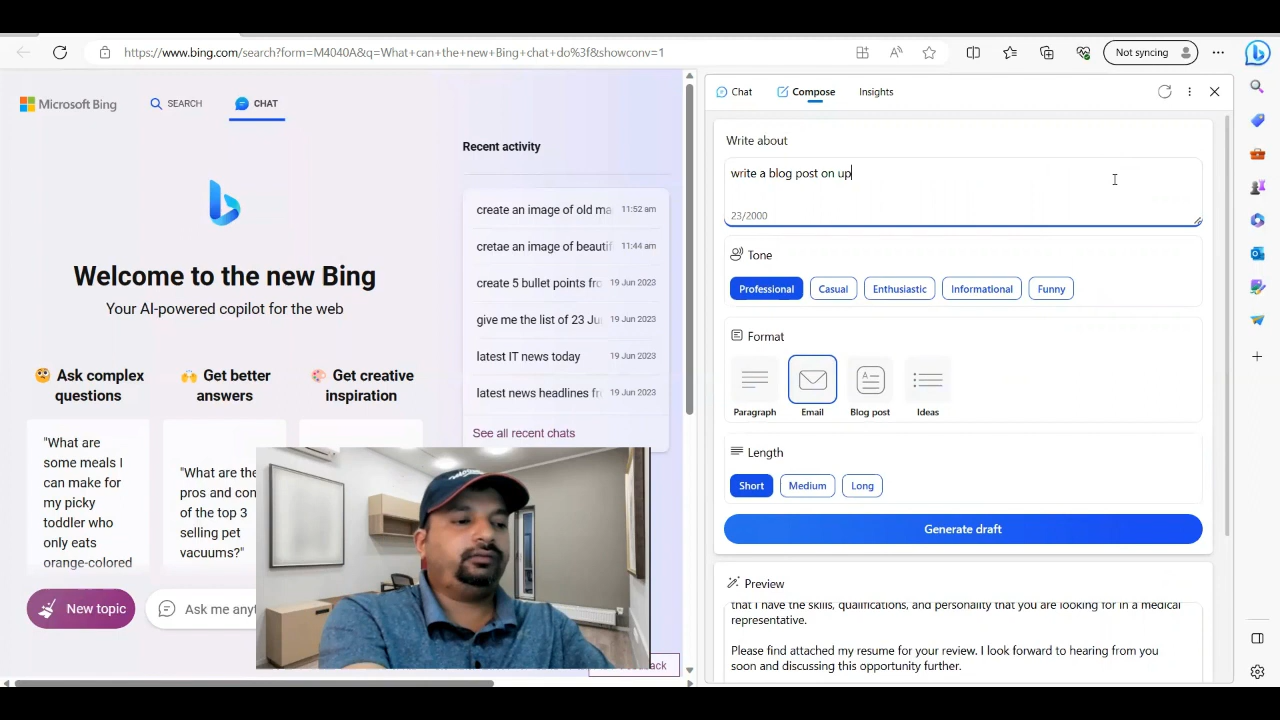 https://www.bing.com/search?form=M4040A&q=What+can+the+new+Bing+chat+do%3f&showconv=1
Not syncing
Microsoft Bing
SEARCH
CHAT
Recent activity
create an image of old ma 11:52 am
cretae an image of beautif 11:44 am
create 5 bullet points fro 19 Jun 2023
give me the list of 23 Ju 19 Jun 2023
latest IT news today 19 Jun 2023
latest news headlines fr 19 Jun 2023
See all recent chats
Welcome to the new Bing
Your AI-powered copilot for the web
Ask complex
questions
Get better
answers
Get creative
inspiration
"What are
some meals I
can make for
my picky
toddler who
only eats
orange-colored
"What are the
pros and con
of the top 3
selling pet
vacuums?"
New topic
Ask me anyt
Chat
Compose
Insights
Write about
write a blog post on up
23/2000
Tone
Professional
Casual
Enthusiastic
Informational
Funny
Format
Paragraph
Email
Blog post
Ideas
Length
Short
Medium
Long
Generate draft
Preview
that I have the skills, qualifications, and personality that you are looking for in a medical
representative.
Please find attached my resume for your review. I look forward to hearing from you
soon and discussing this opportunity further.